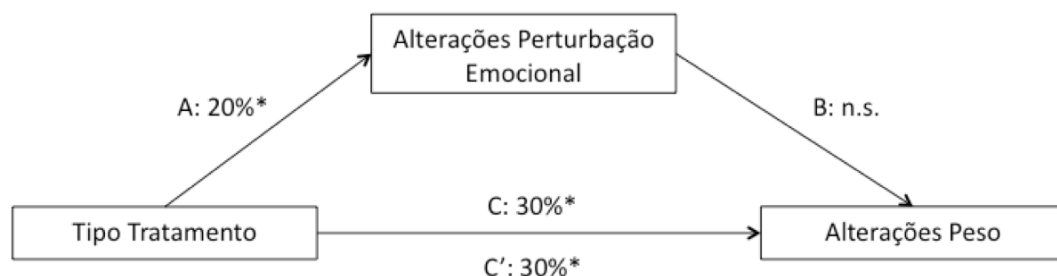 Alterações Perturbação
Emocional
A: 20%*
B: n.s.
C: 30%*
Tipo Tratamento
Alterações Peso
C′: 30%*